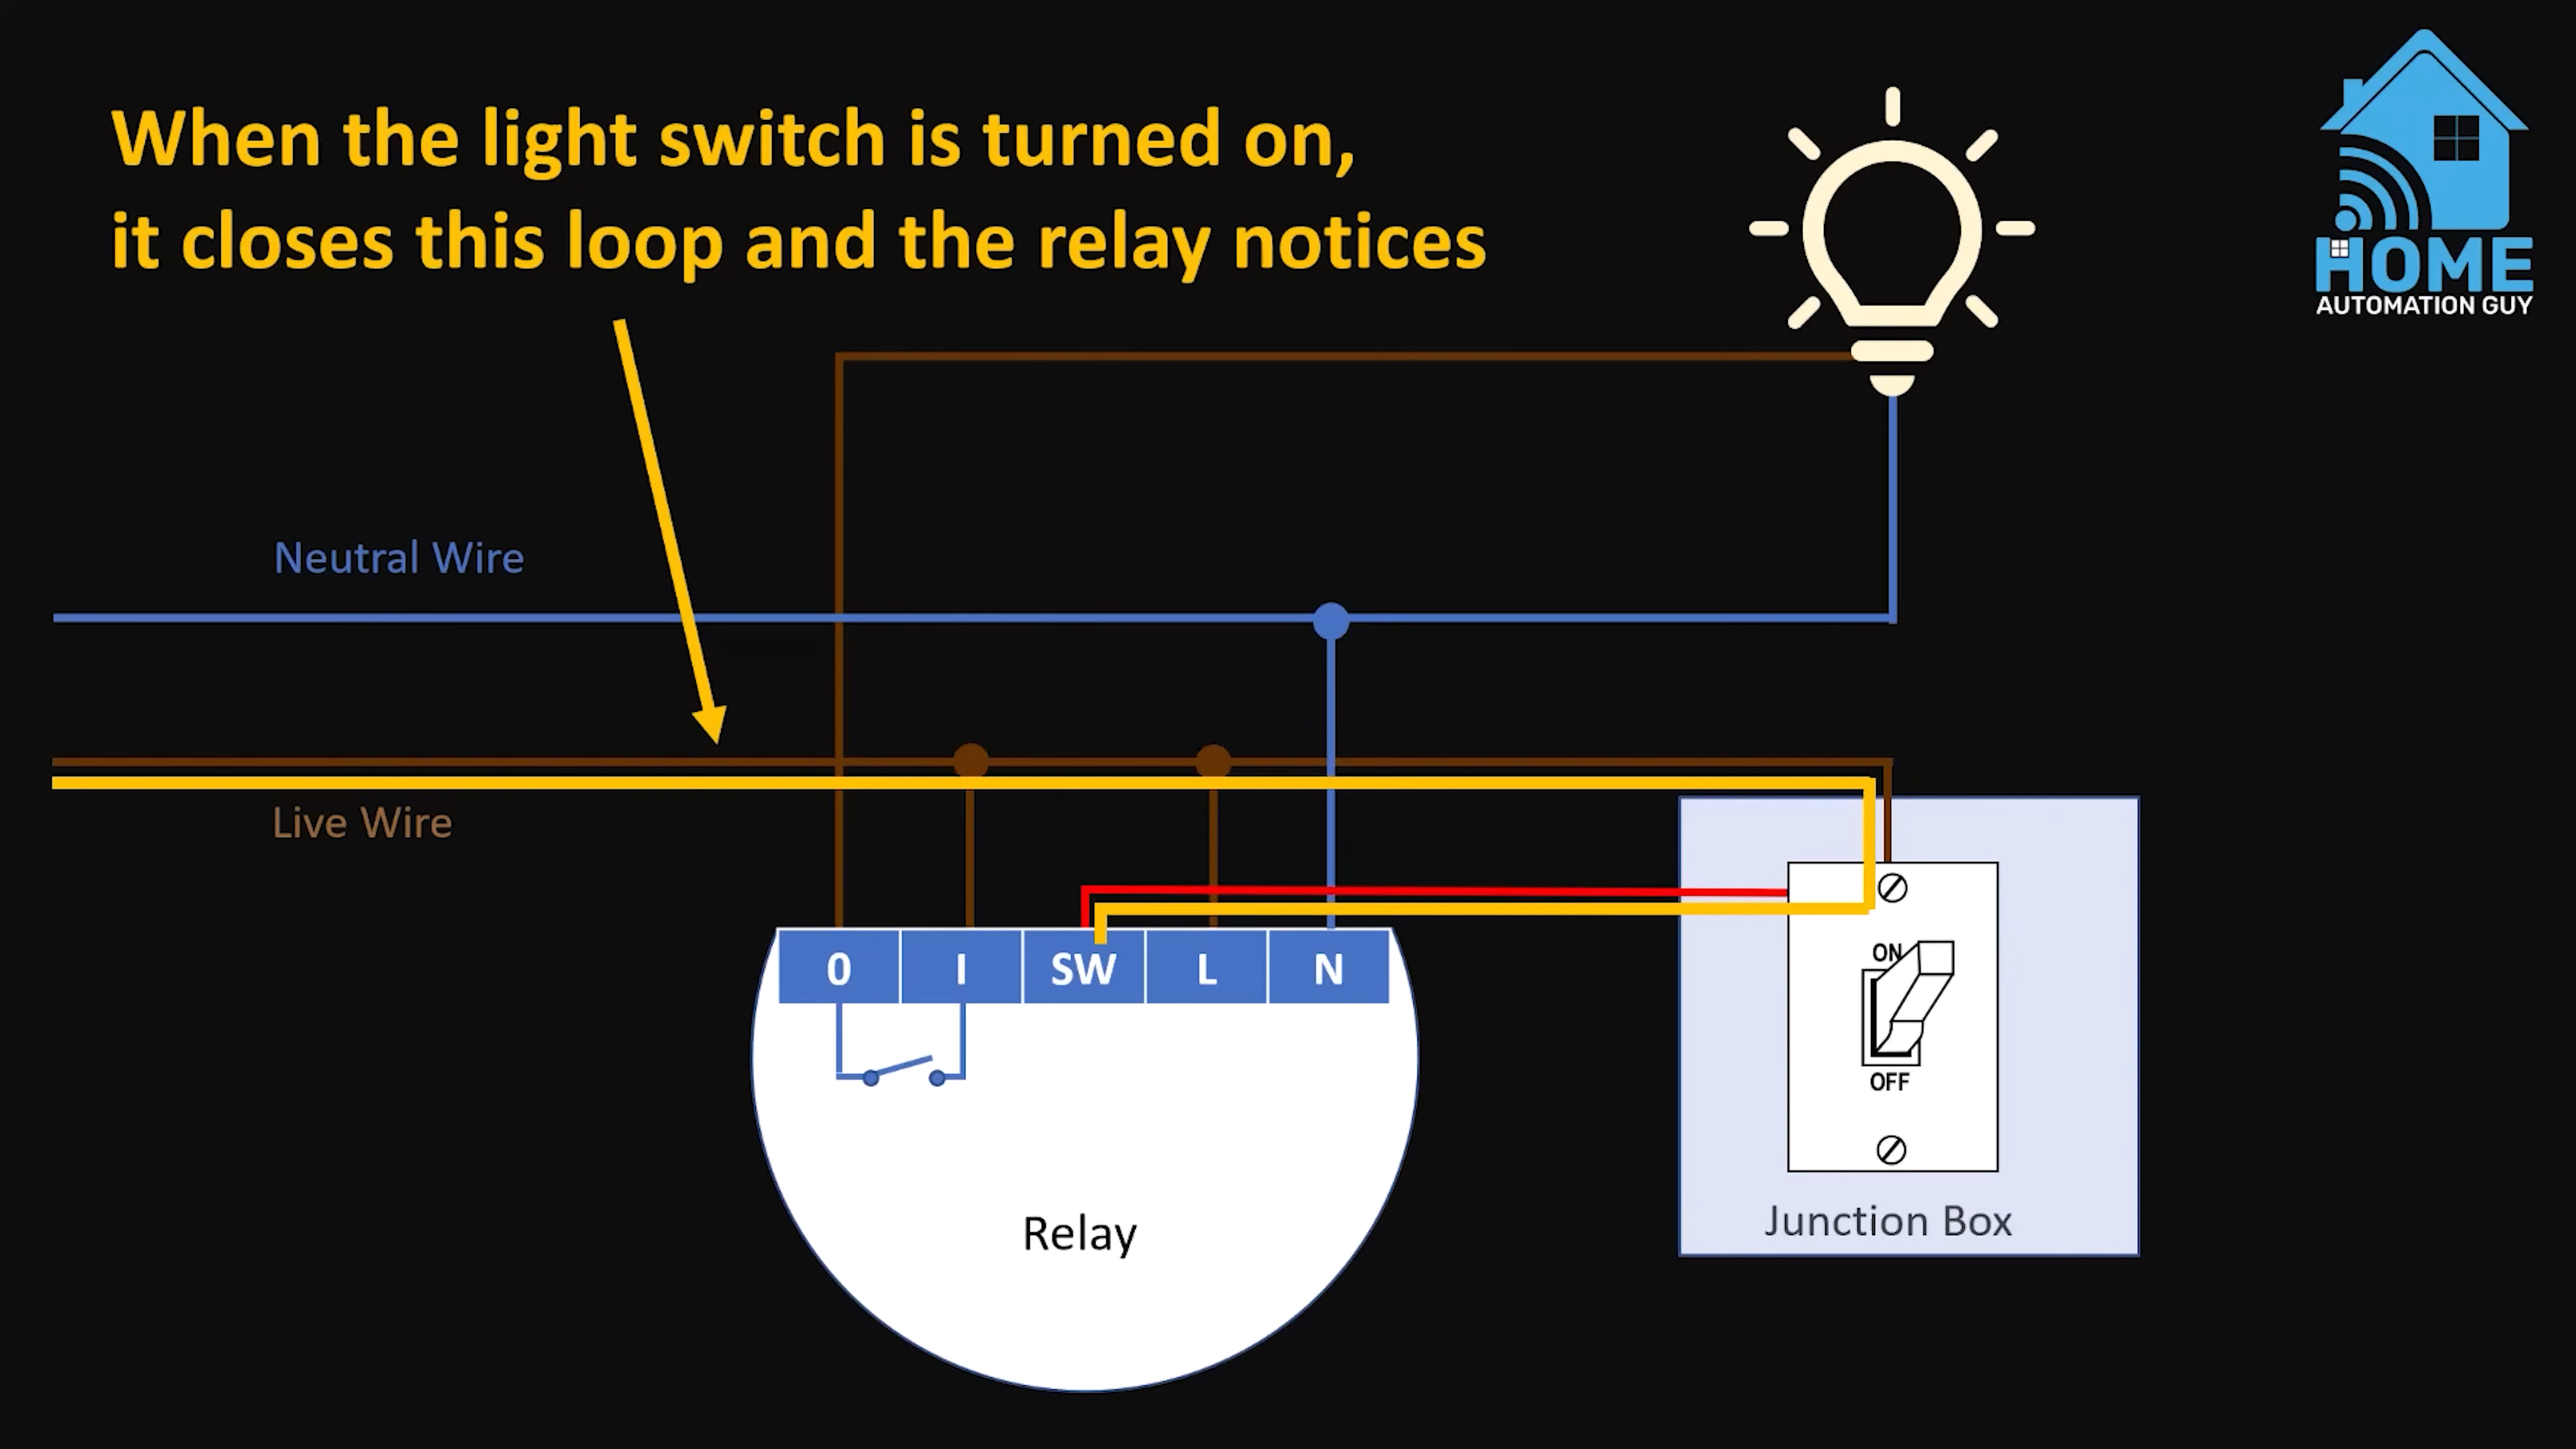 When the light switch is turned on,
it closes this loop and the relay notices
HOME
AUTOMATION GUY
Neutral Wire
Live Wire
0 I SW L N
ON
OFF
Relay
Junction Box